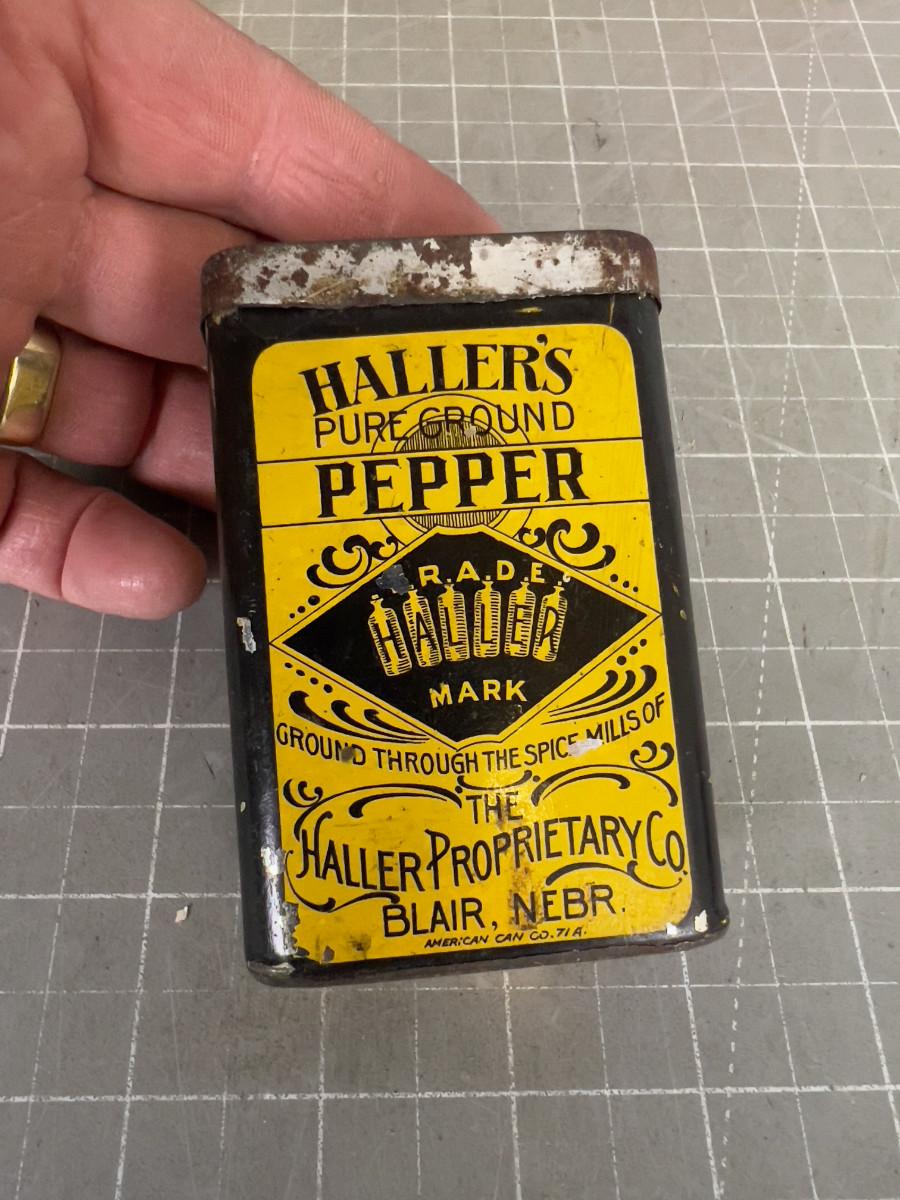 HALLER'S
PURE GROUND
PEPPER
TRADE
HALLER
MARK
GROUND THROUGH THE SPICE MILLS OF
THE
HALLER PROPRIETARY CO.
BLAIR, NEBR.
AMERICAN CAN CO. 71 A.